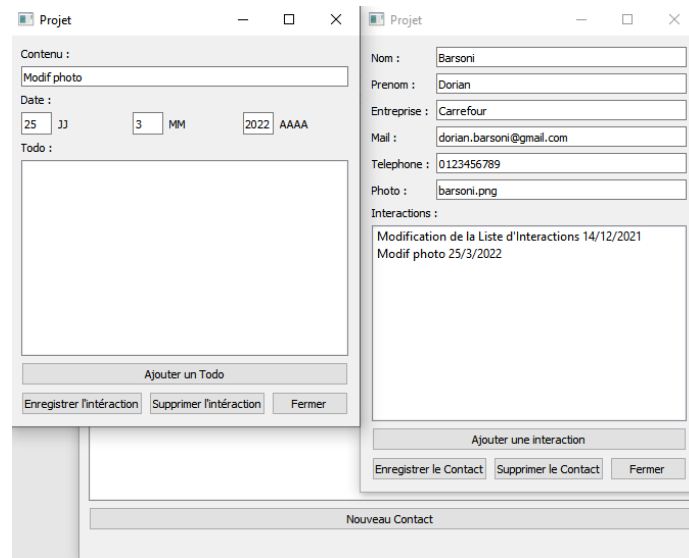 Projet
Contenu :
Modif photo
Date :
25 JJ 3 MM 2022 AAAA
Todo :
Ajouter un Todo
Enregistrer l'intéraction Supprimer l'intéraction Fermer
Projet
Nom : Barsoni
Prenom : Dorian
Entreprise : Carrefour
Mail : dorian.barsoni@gmail.com
Telephone : 0123456789
Photo : barsoni.png
Interactions :
Modification de la Liste d'Interactions 14/12/2021
Modif photo 25/3/2022
Ajouter une interaction
Enregistrer le Contact Supprimer le Contact Fermer
Nouveau Contact